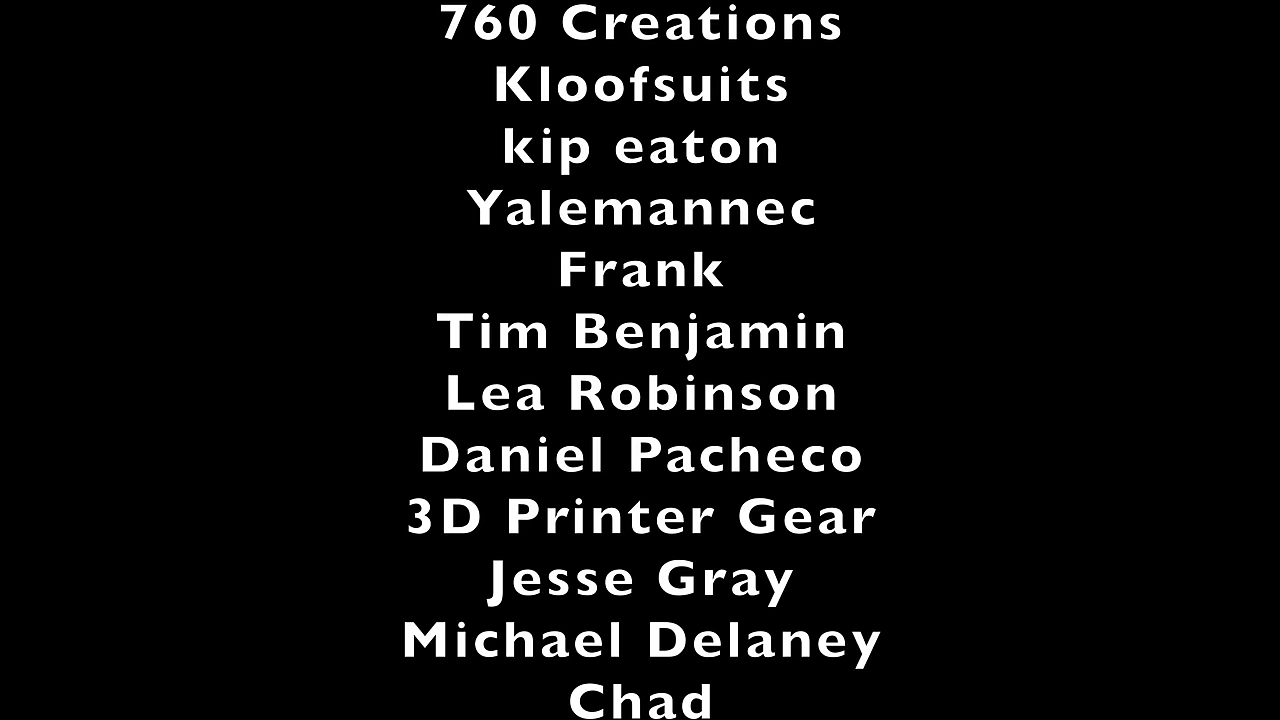 760 Creations
Kloofsuits
kip eaton
Yalemannec
Frank
Tim Benjamin
Lea Robinson
Daniel Pacheco
3D Printer Gear
Jesse Gray
Michael Delaney
Chad